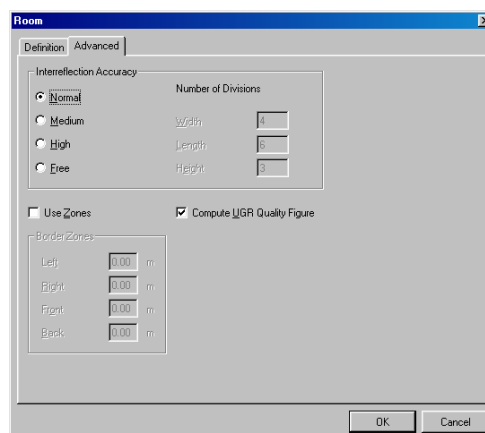 Room
Definition Advanced
Interreflection Accuracy
Normal
Medium
High
Free
Number of Divisions
Width 4
Length 6
Height 3
Use Zones
Compute UGR Quality Figure
Border Zones
Left 0.00 m
Right 0.00 m
Front 0.00 m
Back 0.00 m
OK Cancel